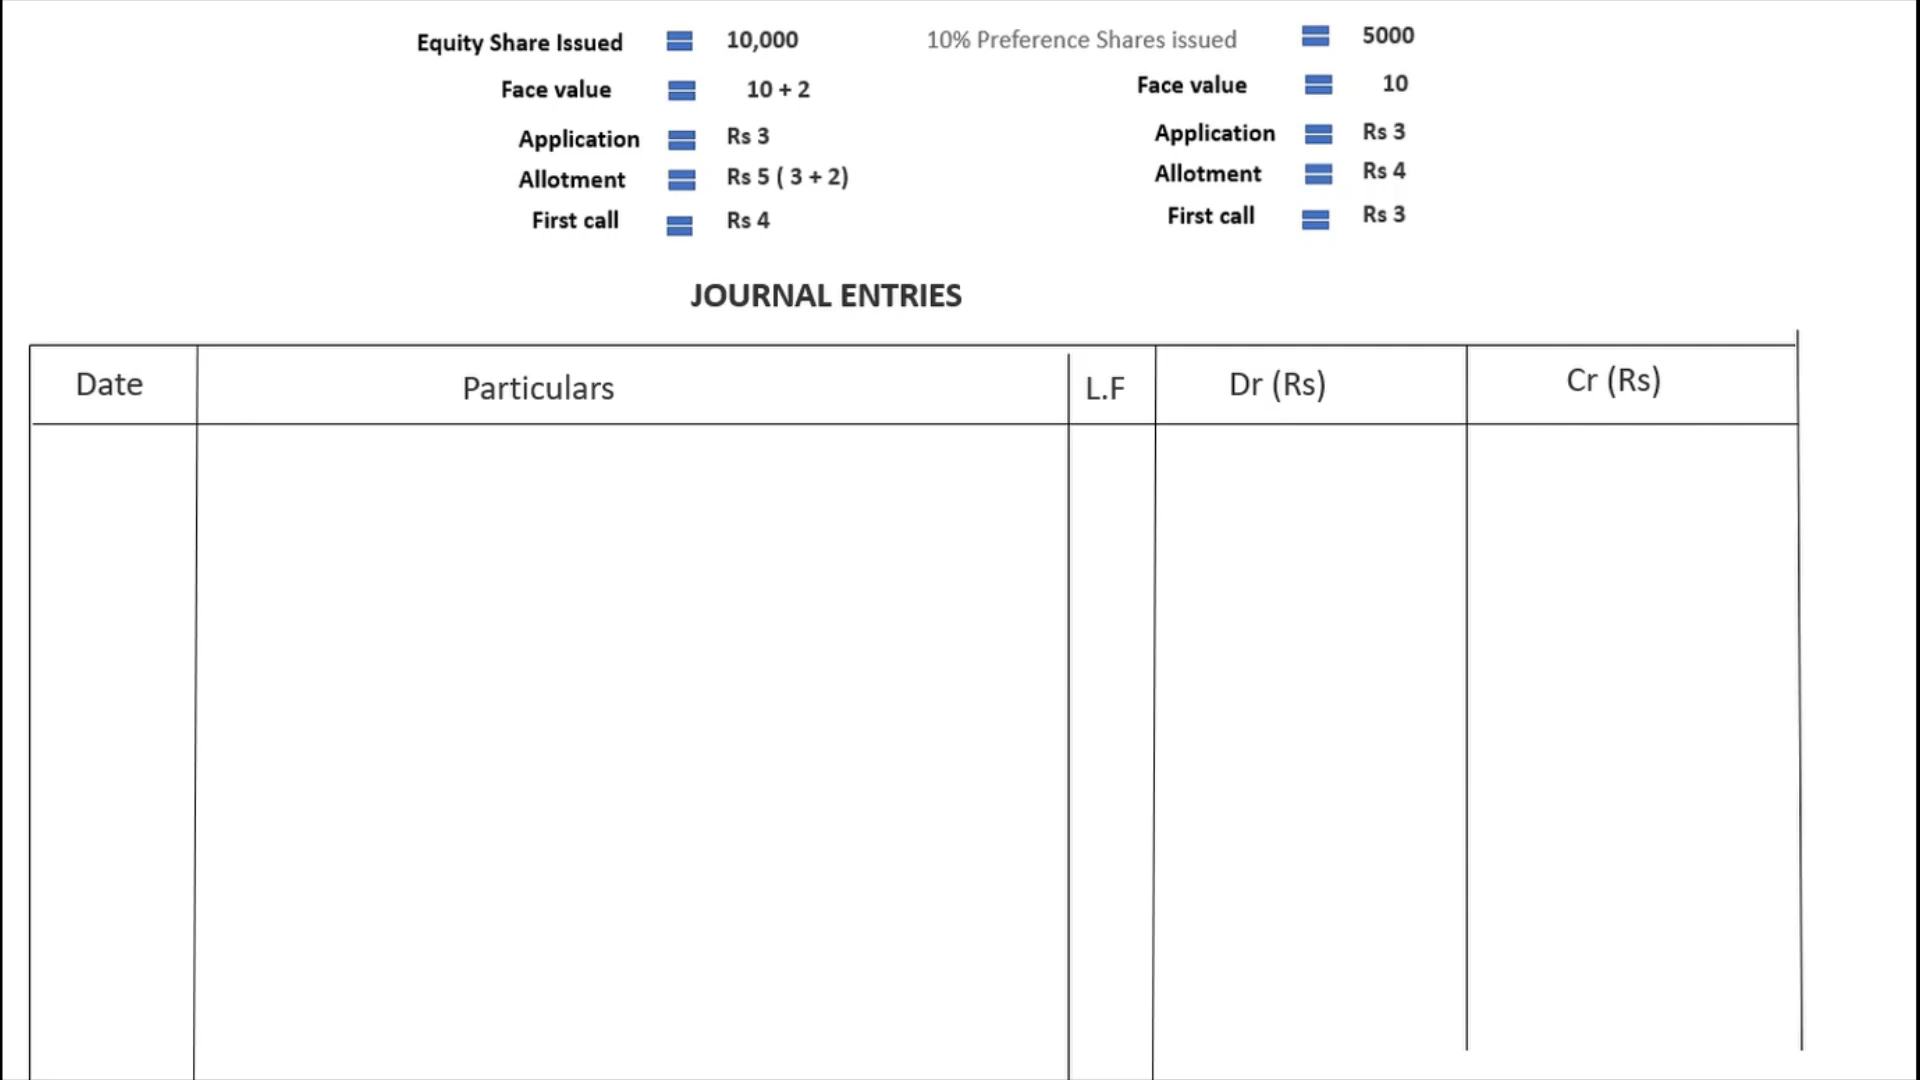 Equity Share Issued = 10,000
Face value = 10 + 2
Application = Rs 3
Allotment = Rs 5 ( 3 + 2)
First call = Rs 4
10% Preference Shares issued = 5000
Face value = 10
Application = Rs 3
Allotment = Rs 4
First call = Rs 3
JOURNAL ENTRIES
Date Particulars L.F Dr (Rs) Cr (Rs)